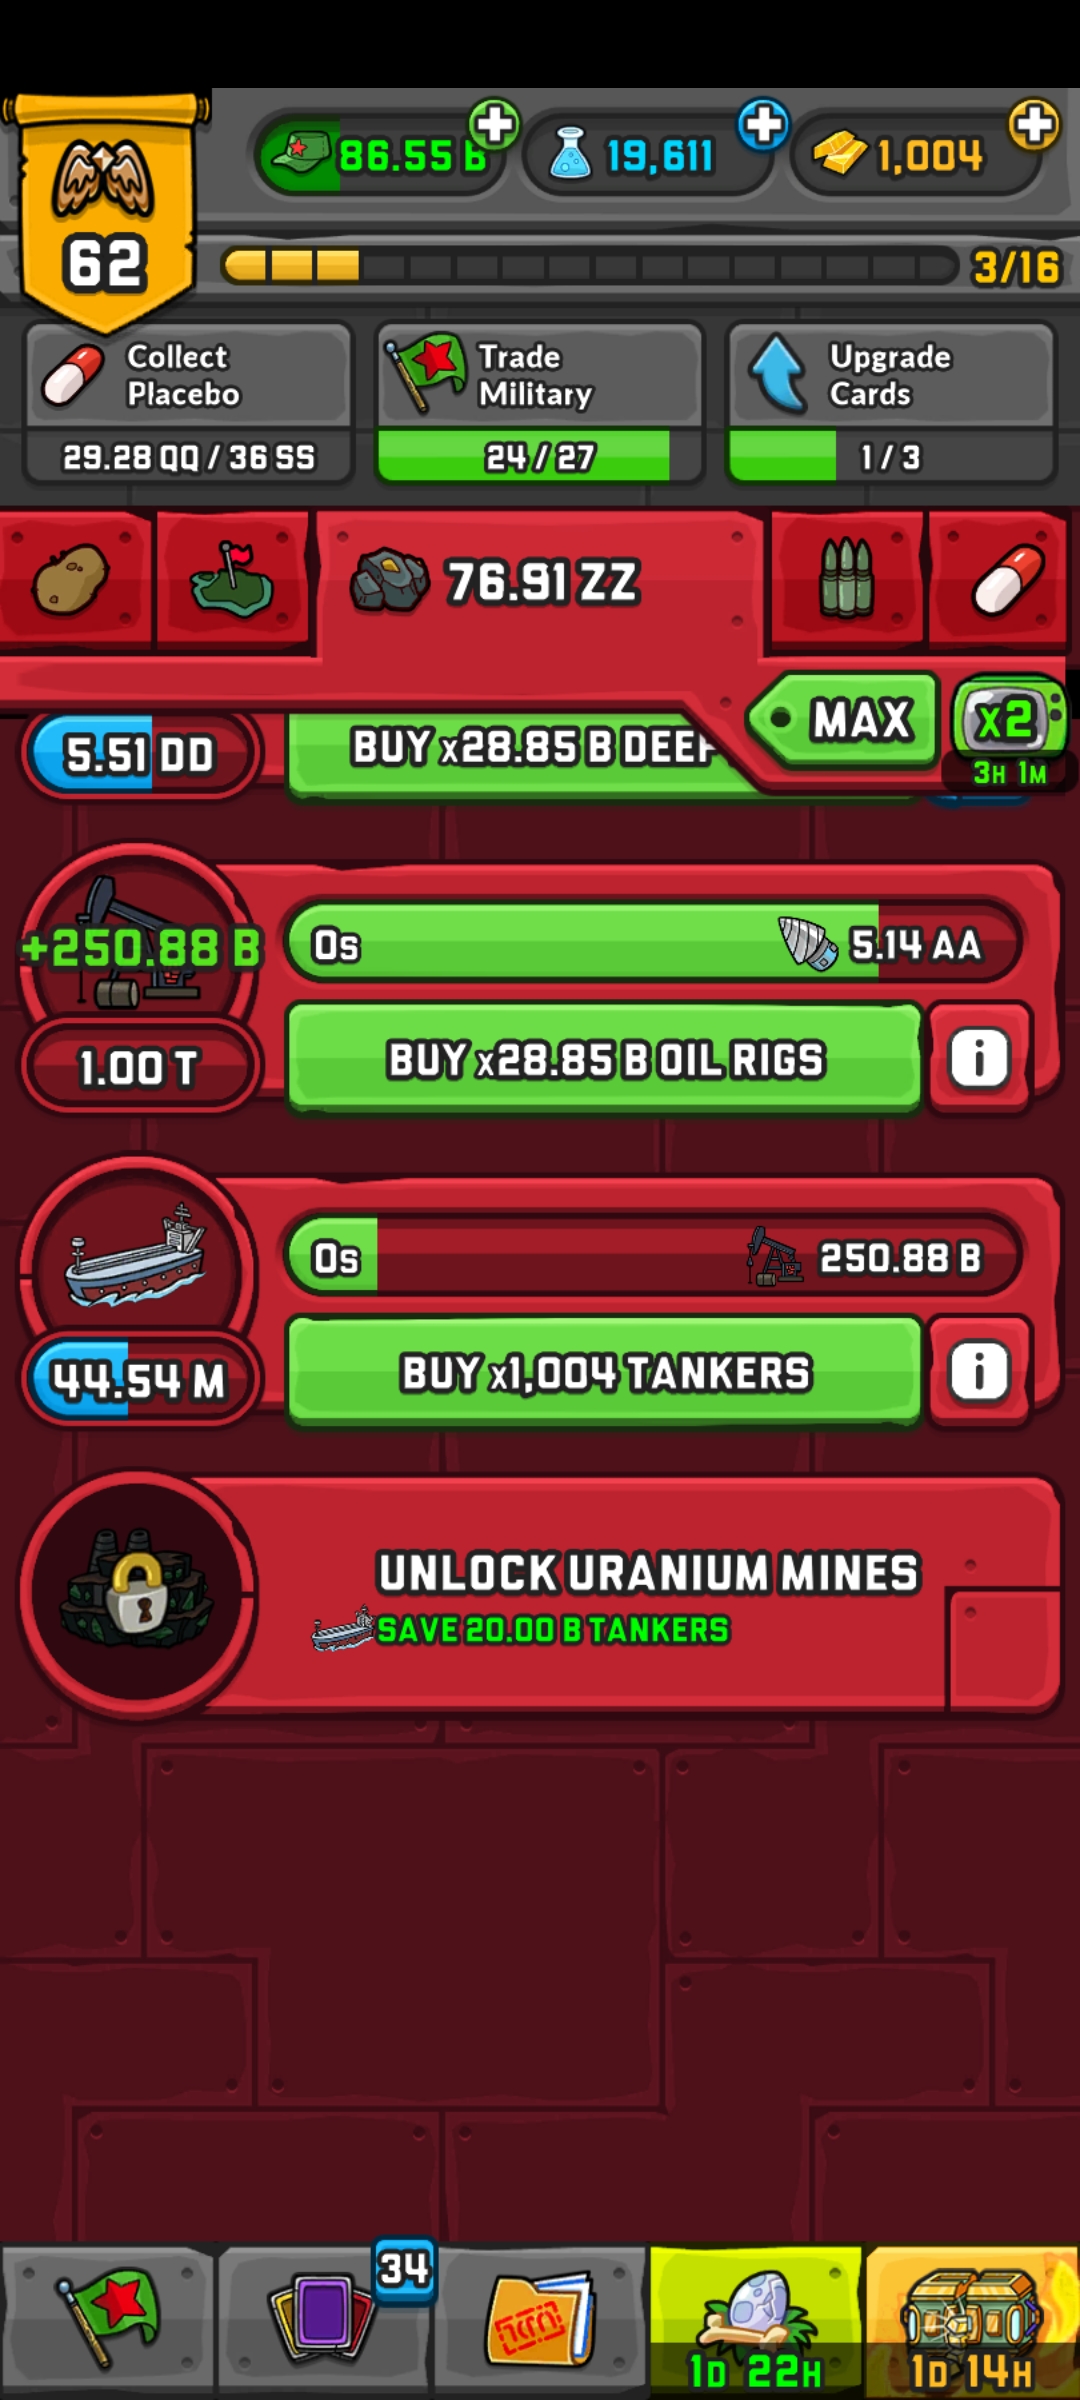 86.55 B
19,611
1,004
62
3/16
Collect
Placebo
29.28 QQ / 36 SS
Trade
Military
24 / 27
Upgrade
Cards
1 / 3
76.91 ZZ
MAX
x2
3H 1M
5.51 DD
BUY x28.85 B DEEP
+250.88 B
0s
5.14 AA
1.00 T
BUY x28.85 B OIL RIGS
i
0s
250.88 B
44.54 M
BUY x1,004 TANKERS
i
UNLOCK URANIUM MINES
SAVE 20.00 B TANKERS
34
1D 22H
1D 14H